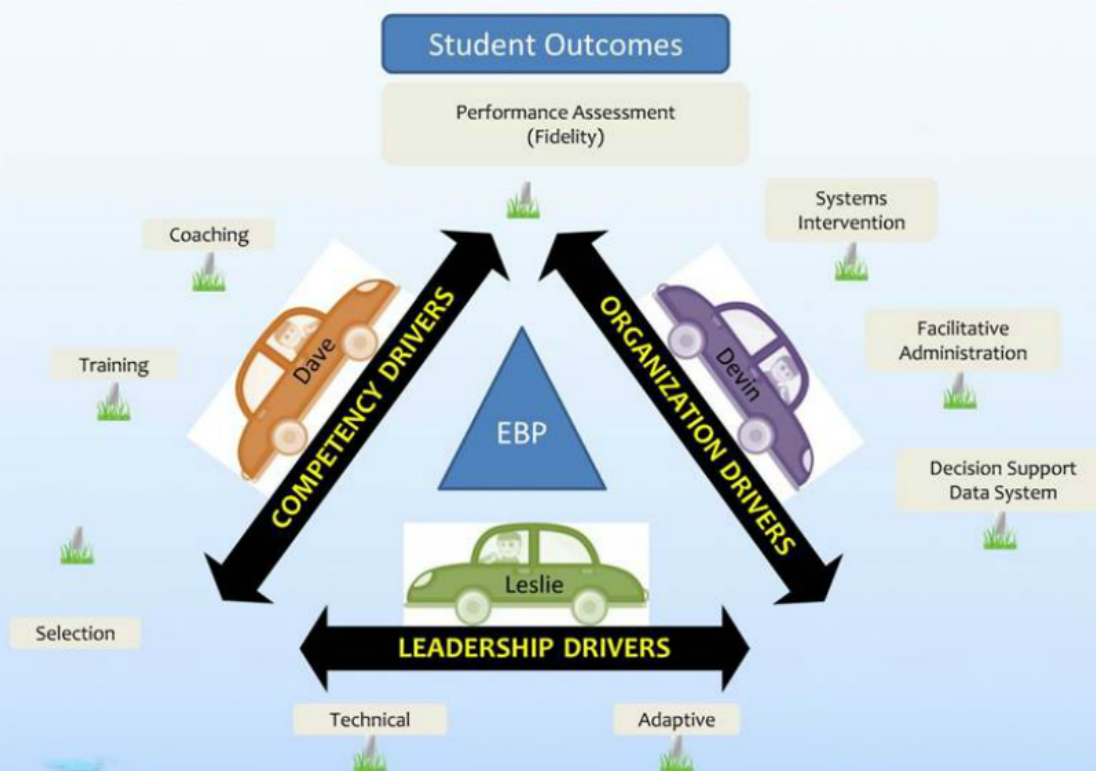 Student Outcomes
Performance Assessment
(Fidelity)
Systems
Intervention
Coaching
Facilitative
Administration
Training
Dave
COMPETENCY DRIVERS
Devin
ORGANIZATION DRIVERS
EBP
Decision Support
Data System
Leslie
Selection
LEADERSHIP DRIVERS
Technical
Adaptive